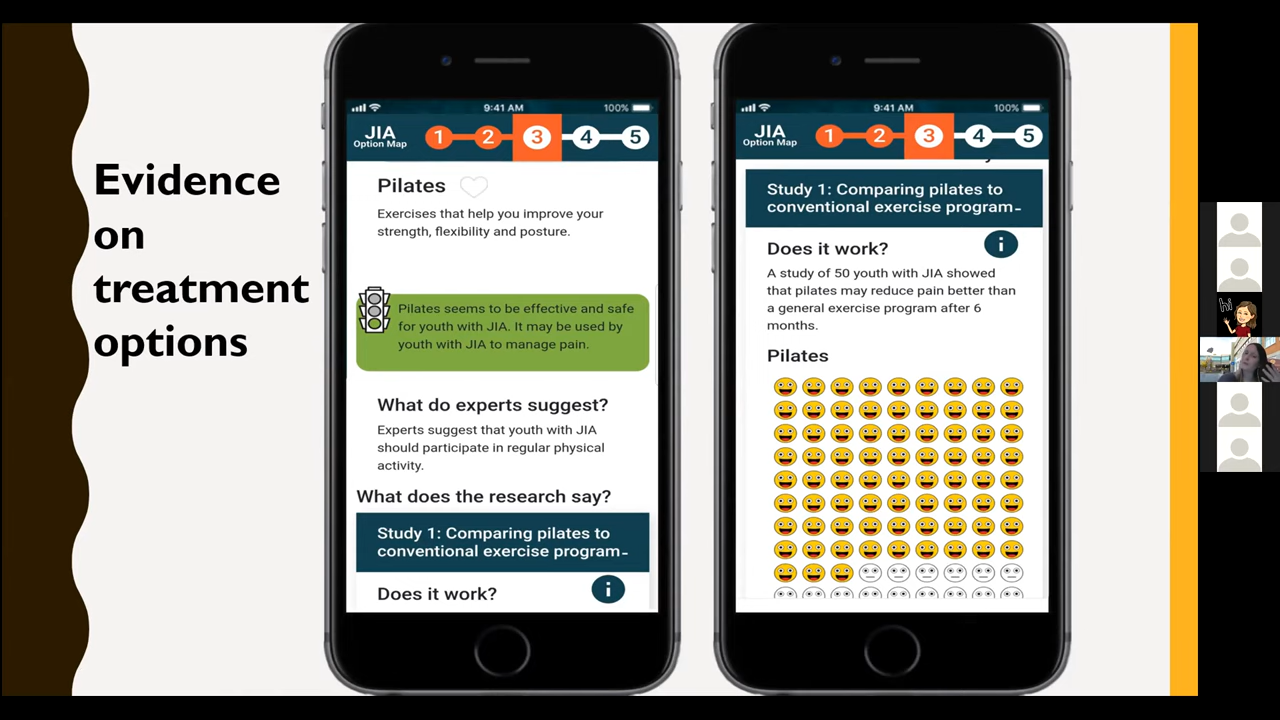 Evidence
on
treatment
options
9:41 AM
100%
JIA
Option Map
1
2
3
4
5
Pilates
Exercises that help you improve your
strength, flexibility and posture.
Pilates seems to be effective and safe
for youth with JIA. It may be used by
youth with JIA to manage pain.
What do experts suggest?
Experts suggest that youth with JIA
should participate in regular physical
activity.
What does the research say?
Study 1: Comparing pilates to
conventional exercise program-
Does it work?
i
9:41 AM
100%
JIA
Option Map
1
2
3
4
5
Study 1: Comparing pilates to
conventional exercise program-
Does it work?
i
A study of 50 youth with JIA showed
that pilates may reduce pain better than
a general exercise program after 6
months.
Pilates
hi